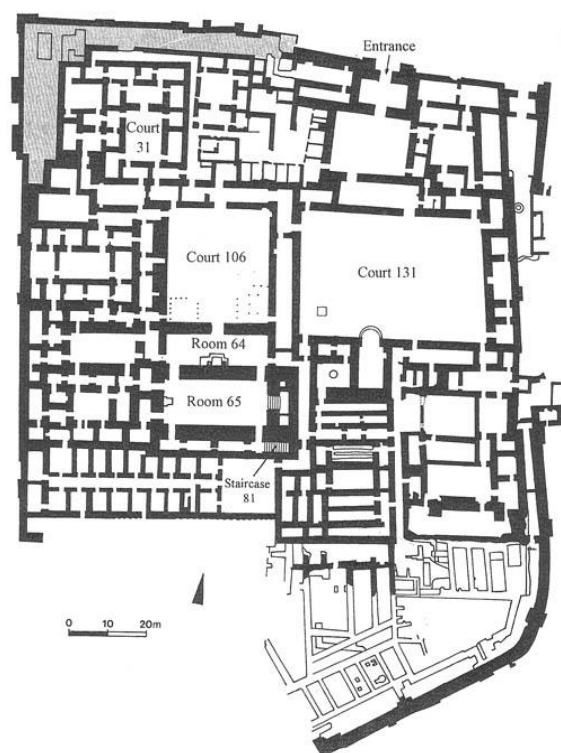 Entrance
Court
31
Court 106
Court 131
Room 64
Room 65
Staircase
81
0 10 20m